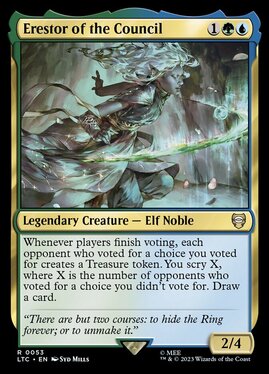 Erestor of the Council 1
Legendary Creature — Elf Noble
Whenever players finish voting, each
opponent who voted for a choice you
voted for creates a Treasure token. You scry X,
where X is the number of opponents who
voted for a choice you didn't vote for. Draw
a card.
"There are but two courses: to hide the Ring
forever; or to unmake it."
2/4
R 0053
LTC • EN Syd Mills
© MEE
™ & © 2023 Wizards of the Coast